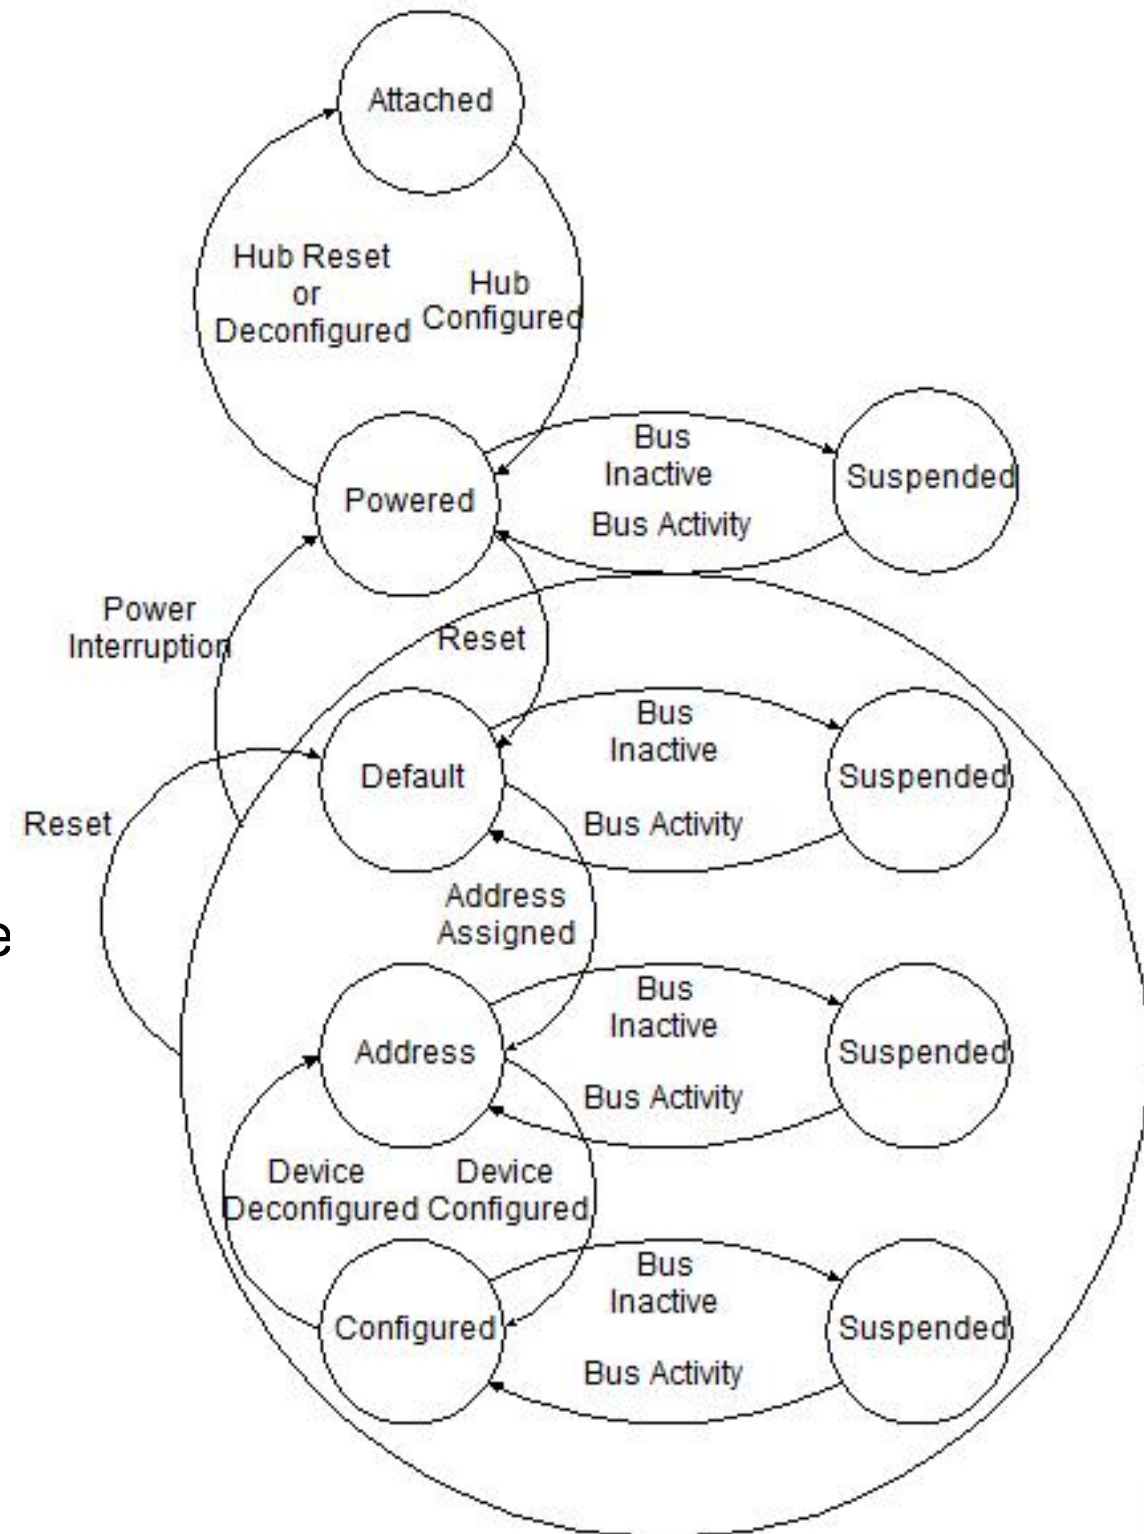 Attached
Hub Reset
or
Deconfigured
Hub
Configured
Powered
Bus
Inactive
Bus Activity
Suspended
Power
Interruption
Reset
Default
Bus
Inactive
Bus Activity
Suspended
Reset
Address
Assigned
e
Address
Bus
Inactive
Bus Activity
Suspended
Device
Deconfigured
Device
Configured
Configured
Bus
Inactive
Bus Activity
Suspended